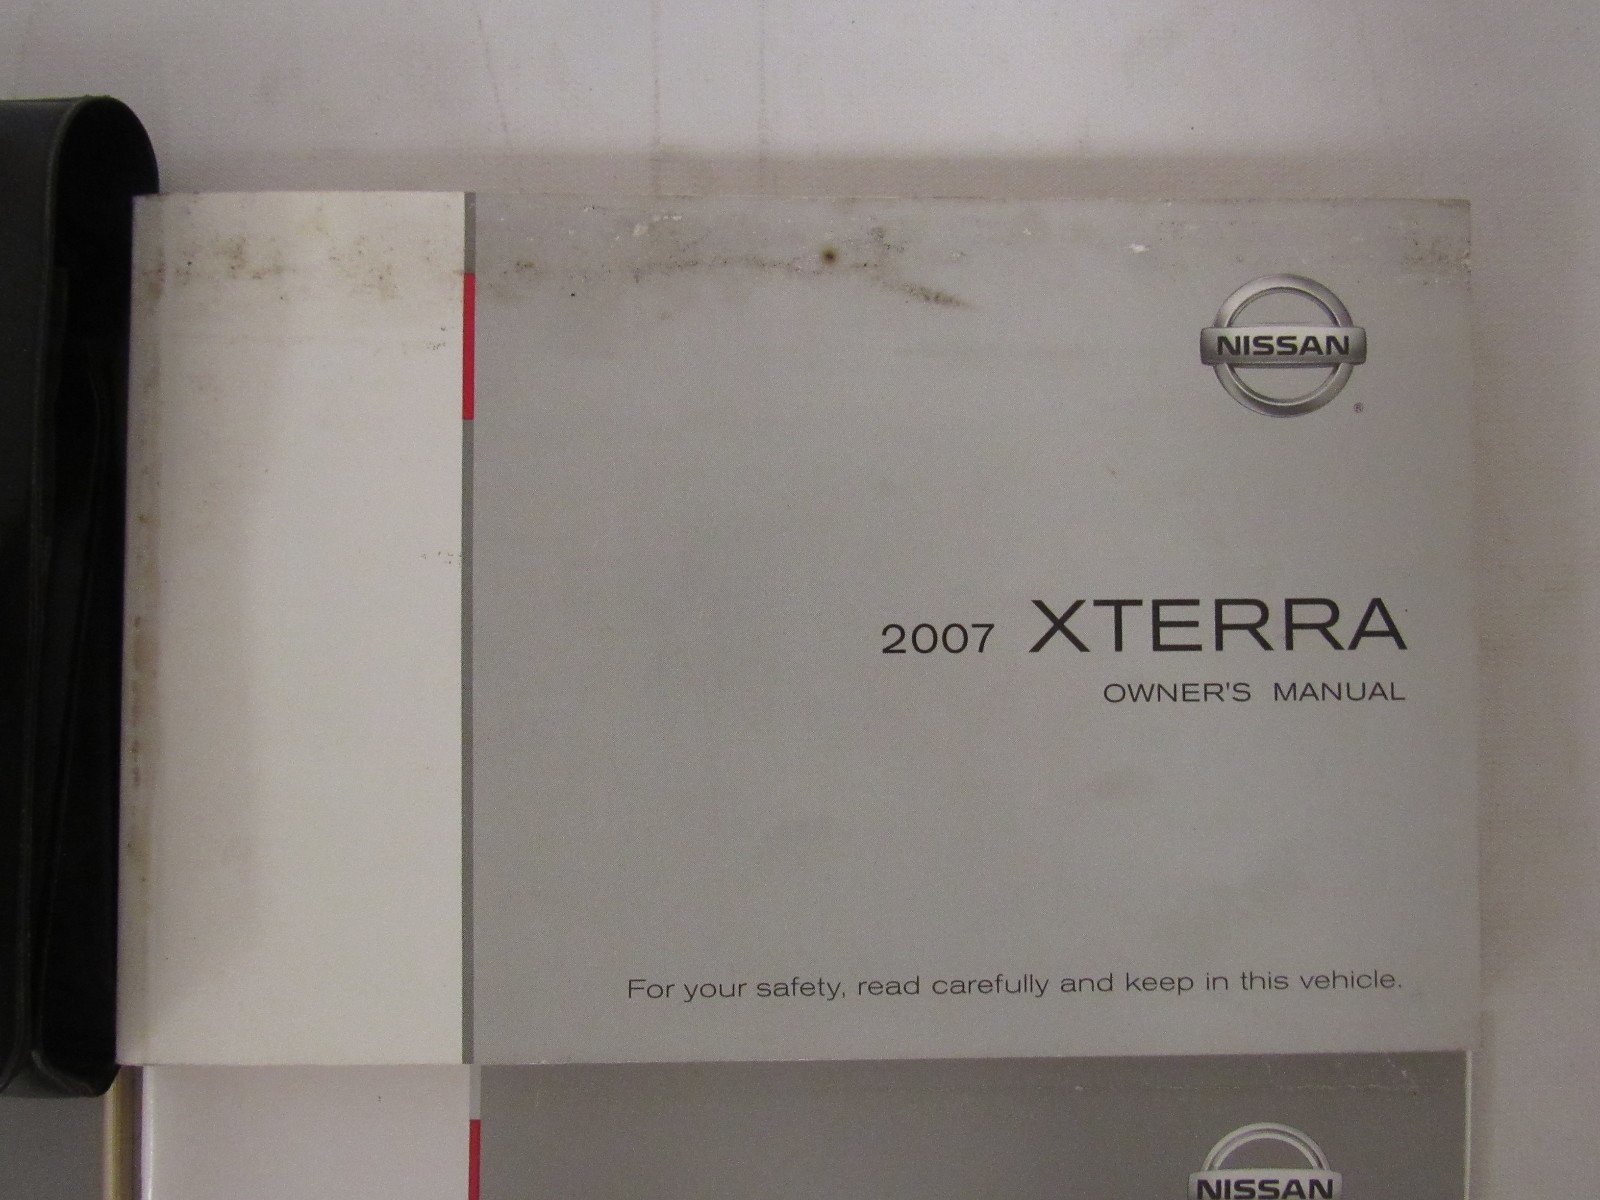 NISSAN
®
2007 XTERRA
OWNER'S MANUAL
For your safety, read carefully and keep in this vehicle.
NISSAN